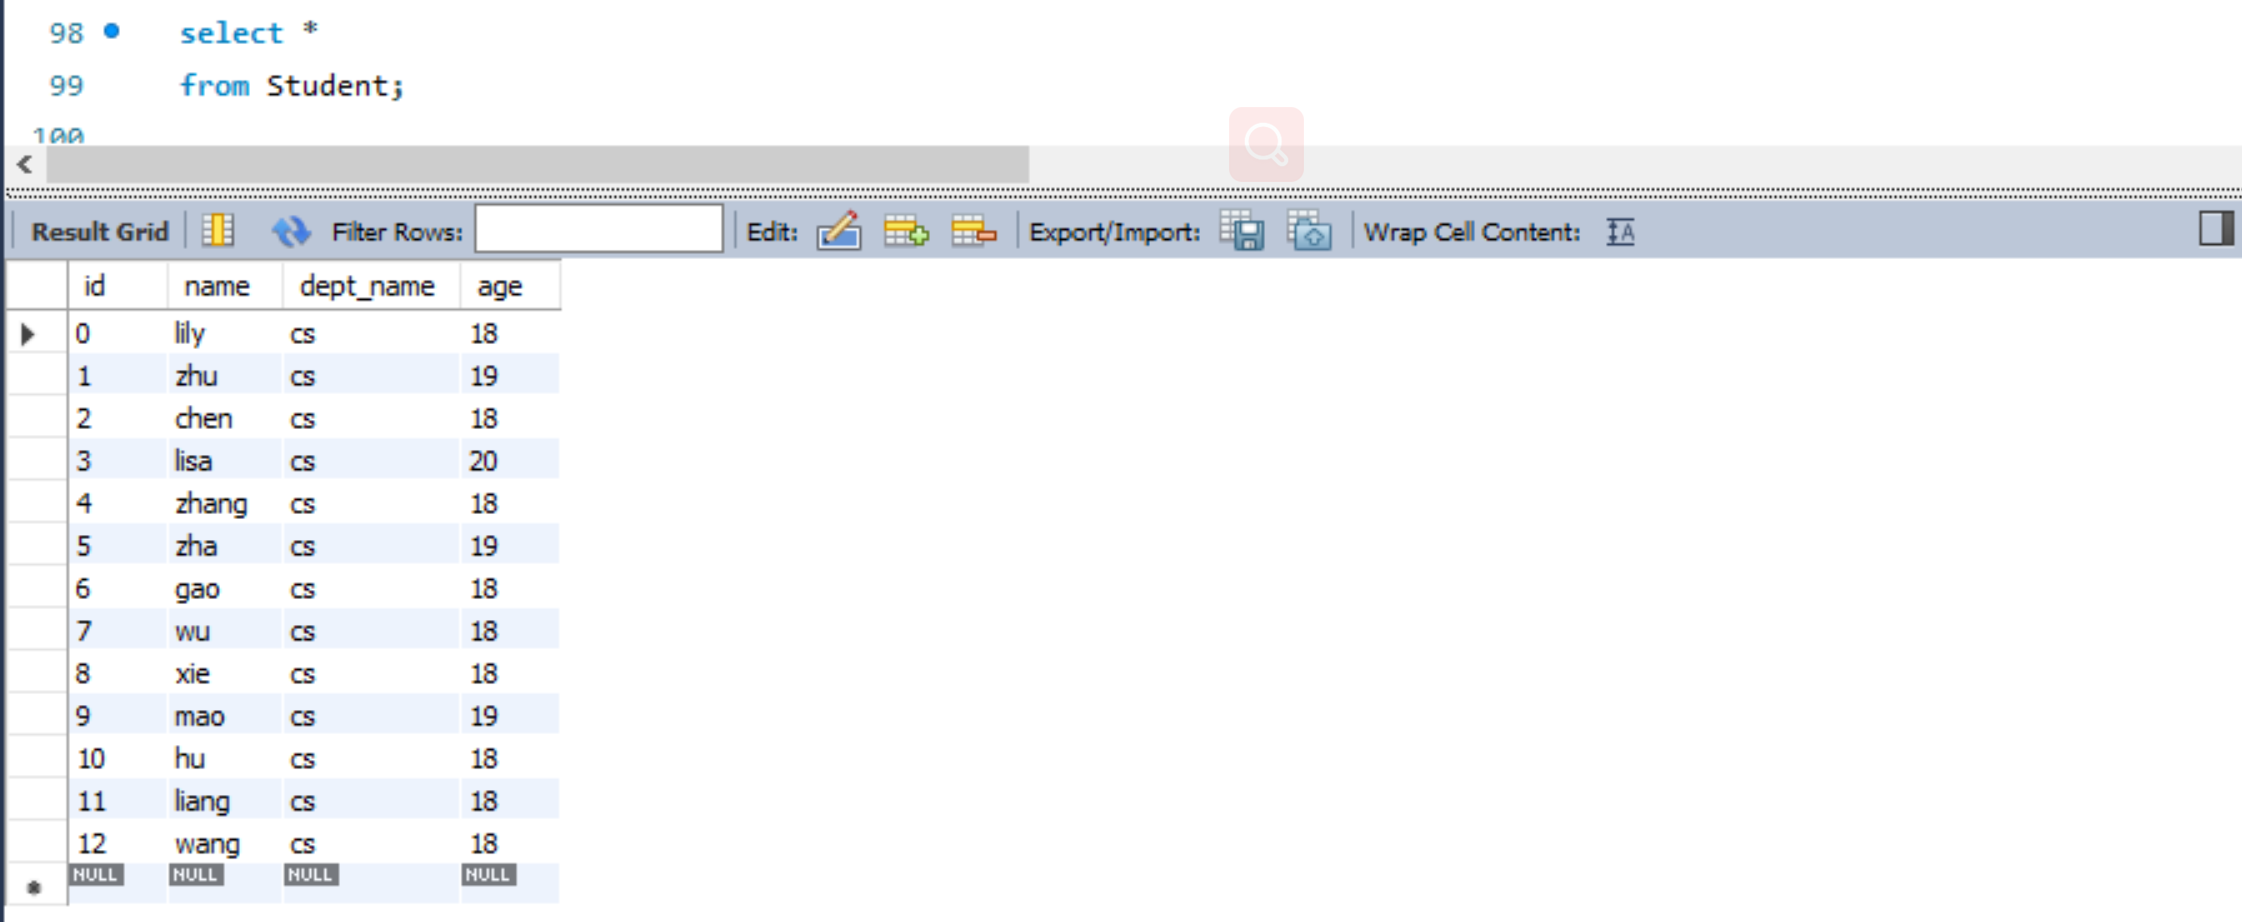 98 select *
99 from Student;
100
Result Grid Filter Rows: Edit: Export/Import: Wrap Cell Content:
id name dept_name age
0 lily cs 18
1 zhu cs 19
2 chen cs 18
3 lisa cs 20
4 zhang cs 18
5 zha cs 19
6 gao cs 18
7 wu cs 18
8 xie cs 18
9 mao cs 19
10 hu cs 18
11 liang cs 18
12 wang cs 18
NULL NULL NULL NULL